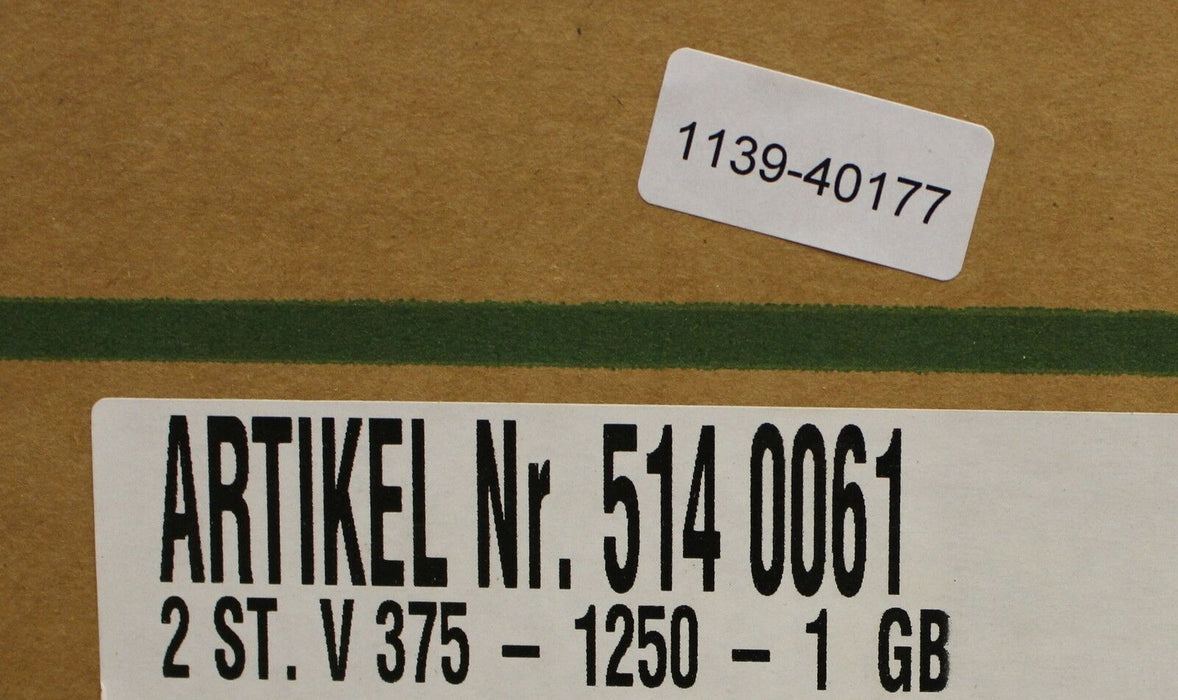 1139-40177
ARTIKEL Nr. 514 0061
2 ST. V 375 – 1250 – 1 GB